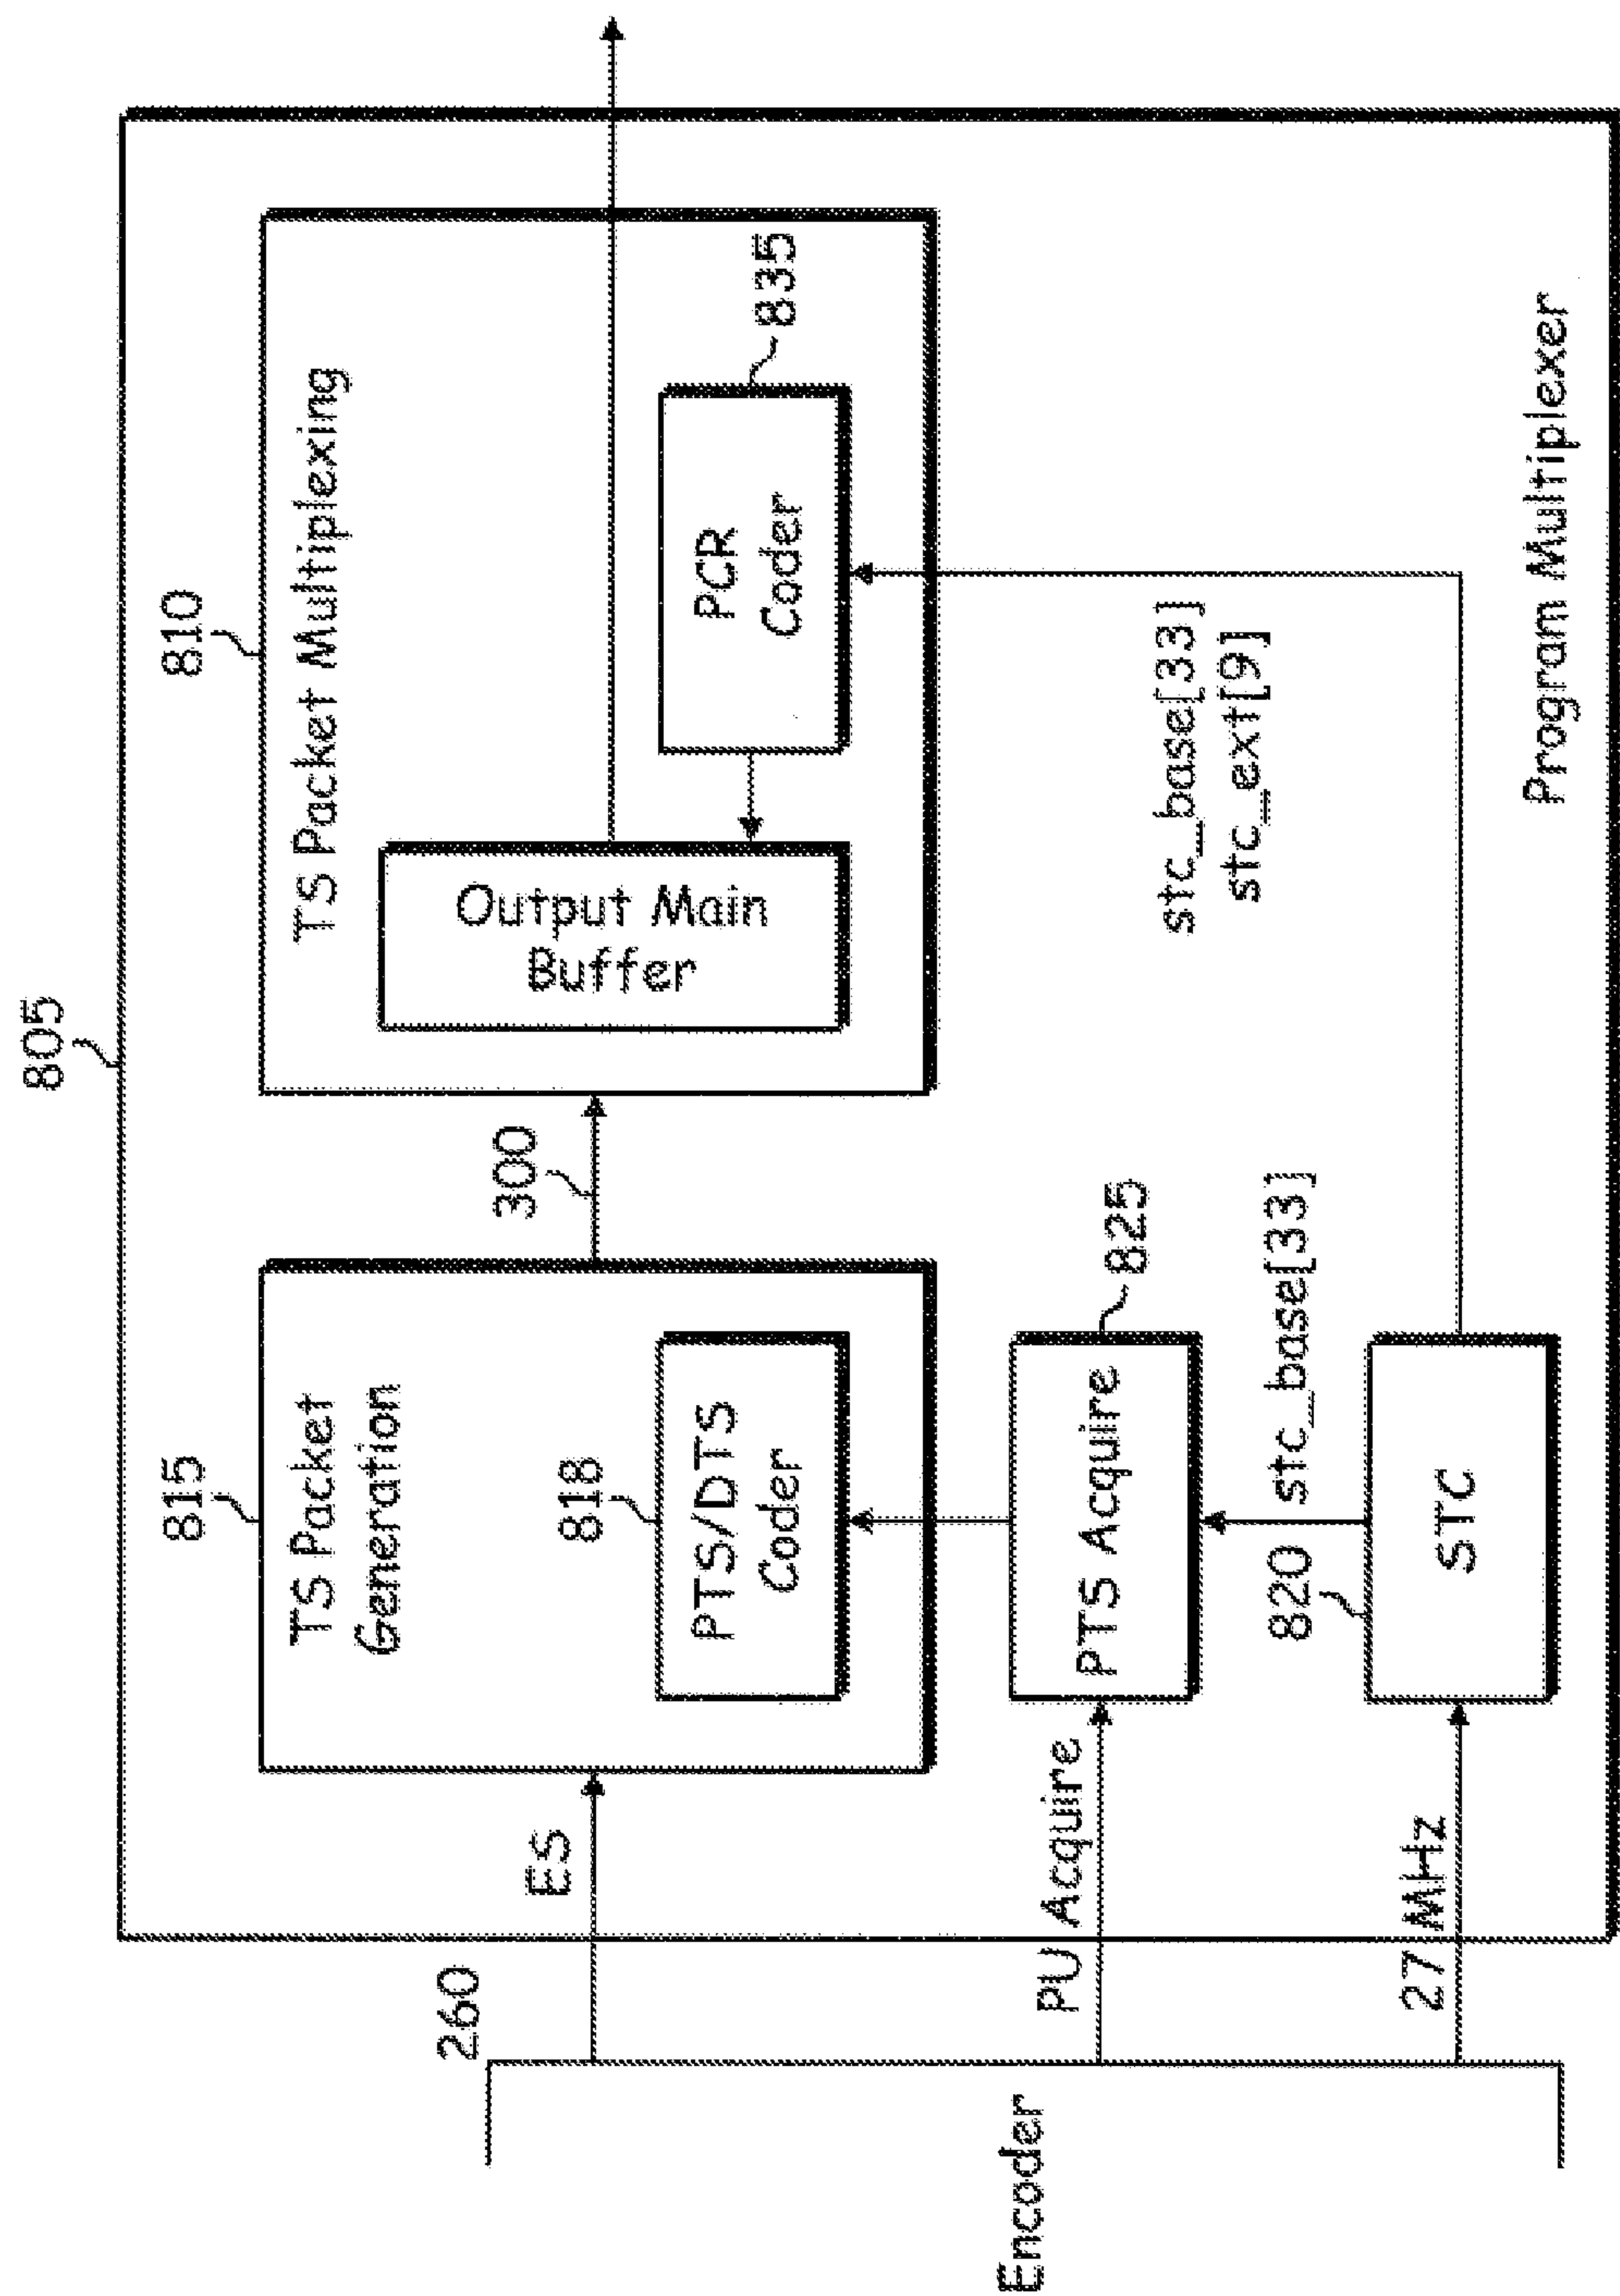 805
810
TS Packet Multiplexing
Output Main
Buffer
PCR
Coder
835
300
815
TS Packet
Generation
818
PTS/DTS
Coder
825
PTS Acquire
stc_base[33]
820
STC
stc_base[33]
stc_ext[9]
Program Multiplexer
260
ES
PU Acquire
27 MHz
Encoder